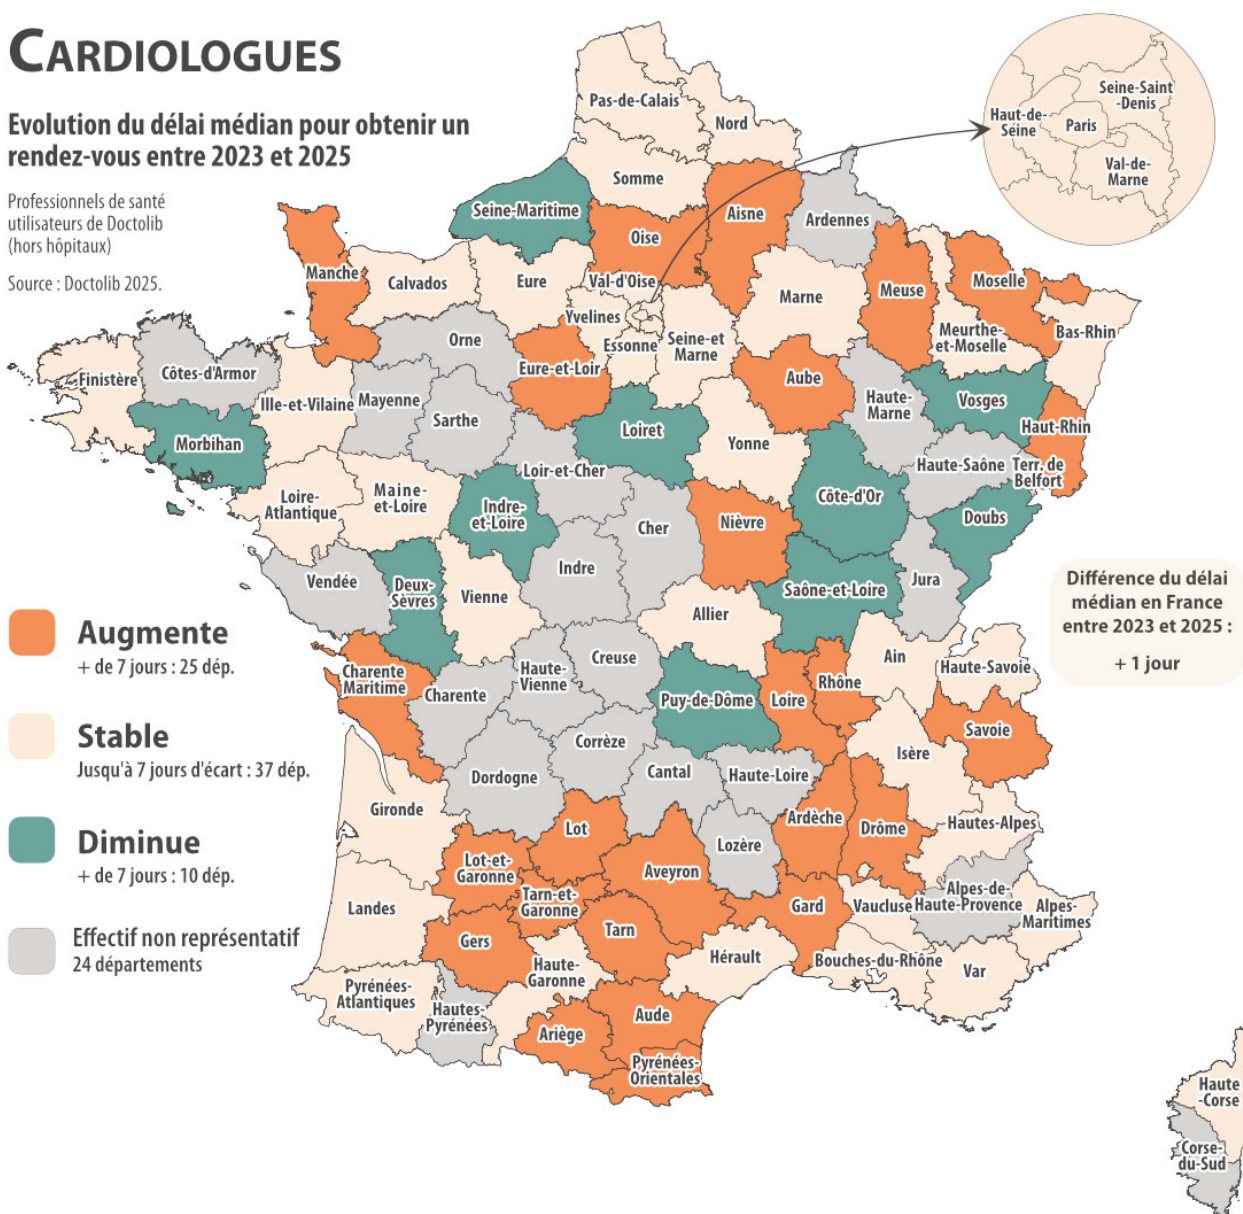 CARDIOLOGUES
Evolution du délai médian pour obtenir un
rendez-vous entre 2023 et 2025
Professionnels de santé
utilisateurs de Doctolib
(hors hôpitaux)
Source : Doctolib 2025.
Pas-de-Calais
Nord
Somme
Seine-Maritime
Oise
Aisne
Ardennes
Seine-Saint
-Denis
Haut-de-
Seine
Paris
Val-de-
Marne
Manche
Calvados
Eure
Val-d'Oise
Marne
Meuse
Moselle
Yvelines
Essonne
Seine-et
Marne
Meurthe-
et-Moselle
Bas-Rhin
Orne
Eure-et-Loir
Aube
Haute-
Marne
Vosges
Haut-Rhin
Finistère
Côtes-d'Armor
Ille-et-Vilaine
Mayenne
Sarthe
Morbihan
Loiret
Yonne
Haute-Saône
Terr. de
Belfort
Loir-et-Cher
Loire-
Atlantique
Maine-
et-Loire
Indre-
et-Loire
Cher
Nièvre
Côte-d'Or
Doubs
Vendée
Deux-
Sèvres
Vienne
Indre
Allier
Saône-et-Loire
Jura
Différence du délai
médian en France
entre 2023 et 2025 :
+ 1 jour
Augmente
+ de 7 jours : 25 dép.
Stable
Jusqu'à 7 jours d'écart : 37 dép.
Diminue
+ de 7 jours : 10 dép.
Effectif non représentatif
24 départements
Charente
Maritime
Charente
Haute-
Vienne
Creuse
Puy-de-Dôme
Loire
Rhône
Ain
Haute-Savoie
Savoie
Isère
Dordogne
Corrèze
Cantal
Haute-Loire
Gironde
Lot
Lot-et-
Garonne
Aveyron
Lozère
Ardèche
Drôme
Hautes-Alpes
Landes
Tarn-et-
Garonne
Gers
Tarn
Gard
Vaucluse
Alpes-de-
Haute-Provence
Alpes-
Maritimes
Pyrénées-
Atlantiques
Hautes-
Pyrénées
Haute-
Garonne
Hérault
Bouches-du-Rhône
Var
Ariège
Aude
Pyrénées-
Orientales
Haute
-Corse
Corse-
du-Sud